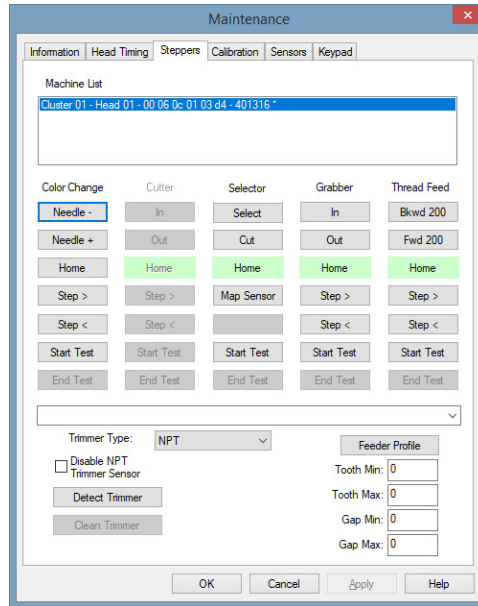 Maintenance
Information Head Timing Steppers Calibration Sensors Keypad
Machine List
Cluster 01 - Head 01 - 00 06 0c 01 03 d4 - 401316 *
Color Change Cutter Selector Grabber Thread Feed
Needle - In Select In Bkwd 200
Needle + Out Cut Out Fwd 200
Home Home Home Home Home
Step > Step > Map Sensor Step > Step >
Step < Step < Step < Step <
Start Test Start Test Start Test Start Test Start Test
End Test End Test End Test End Test End Test
Trimmer Type: NPT Feeder Profile
Disable NPT
Trimmer Sensor
Tooth Min: 0
Detect Trimmer Tooth Max: 0
Clean Trimmer Gap Min: 0
Gap Max: 0
OK Cancel Apply Help